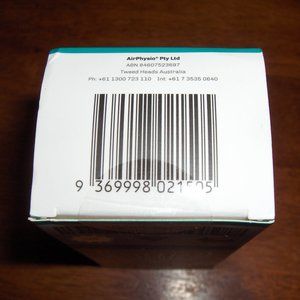 AirPhysio® Pty Ltd
ABN 84607523697
Tweed Heads Australia
Ph: +61 1300 723 110   Int: +61 7 3535 0640
9 369998 021505